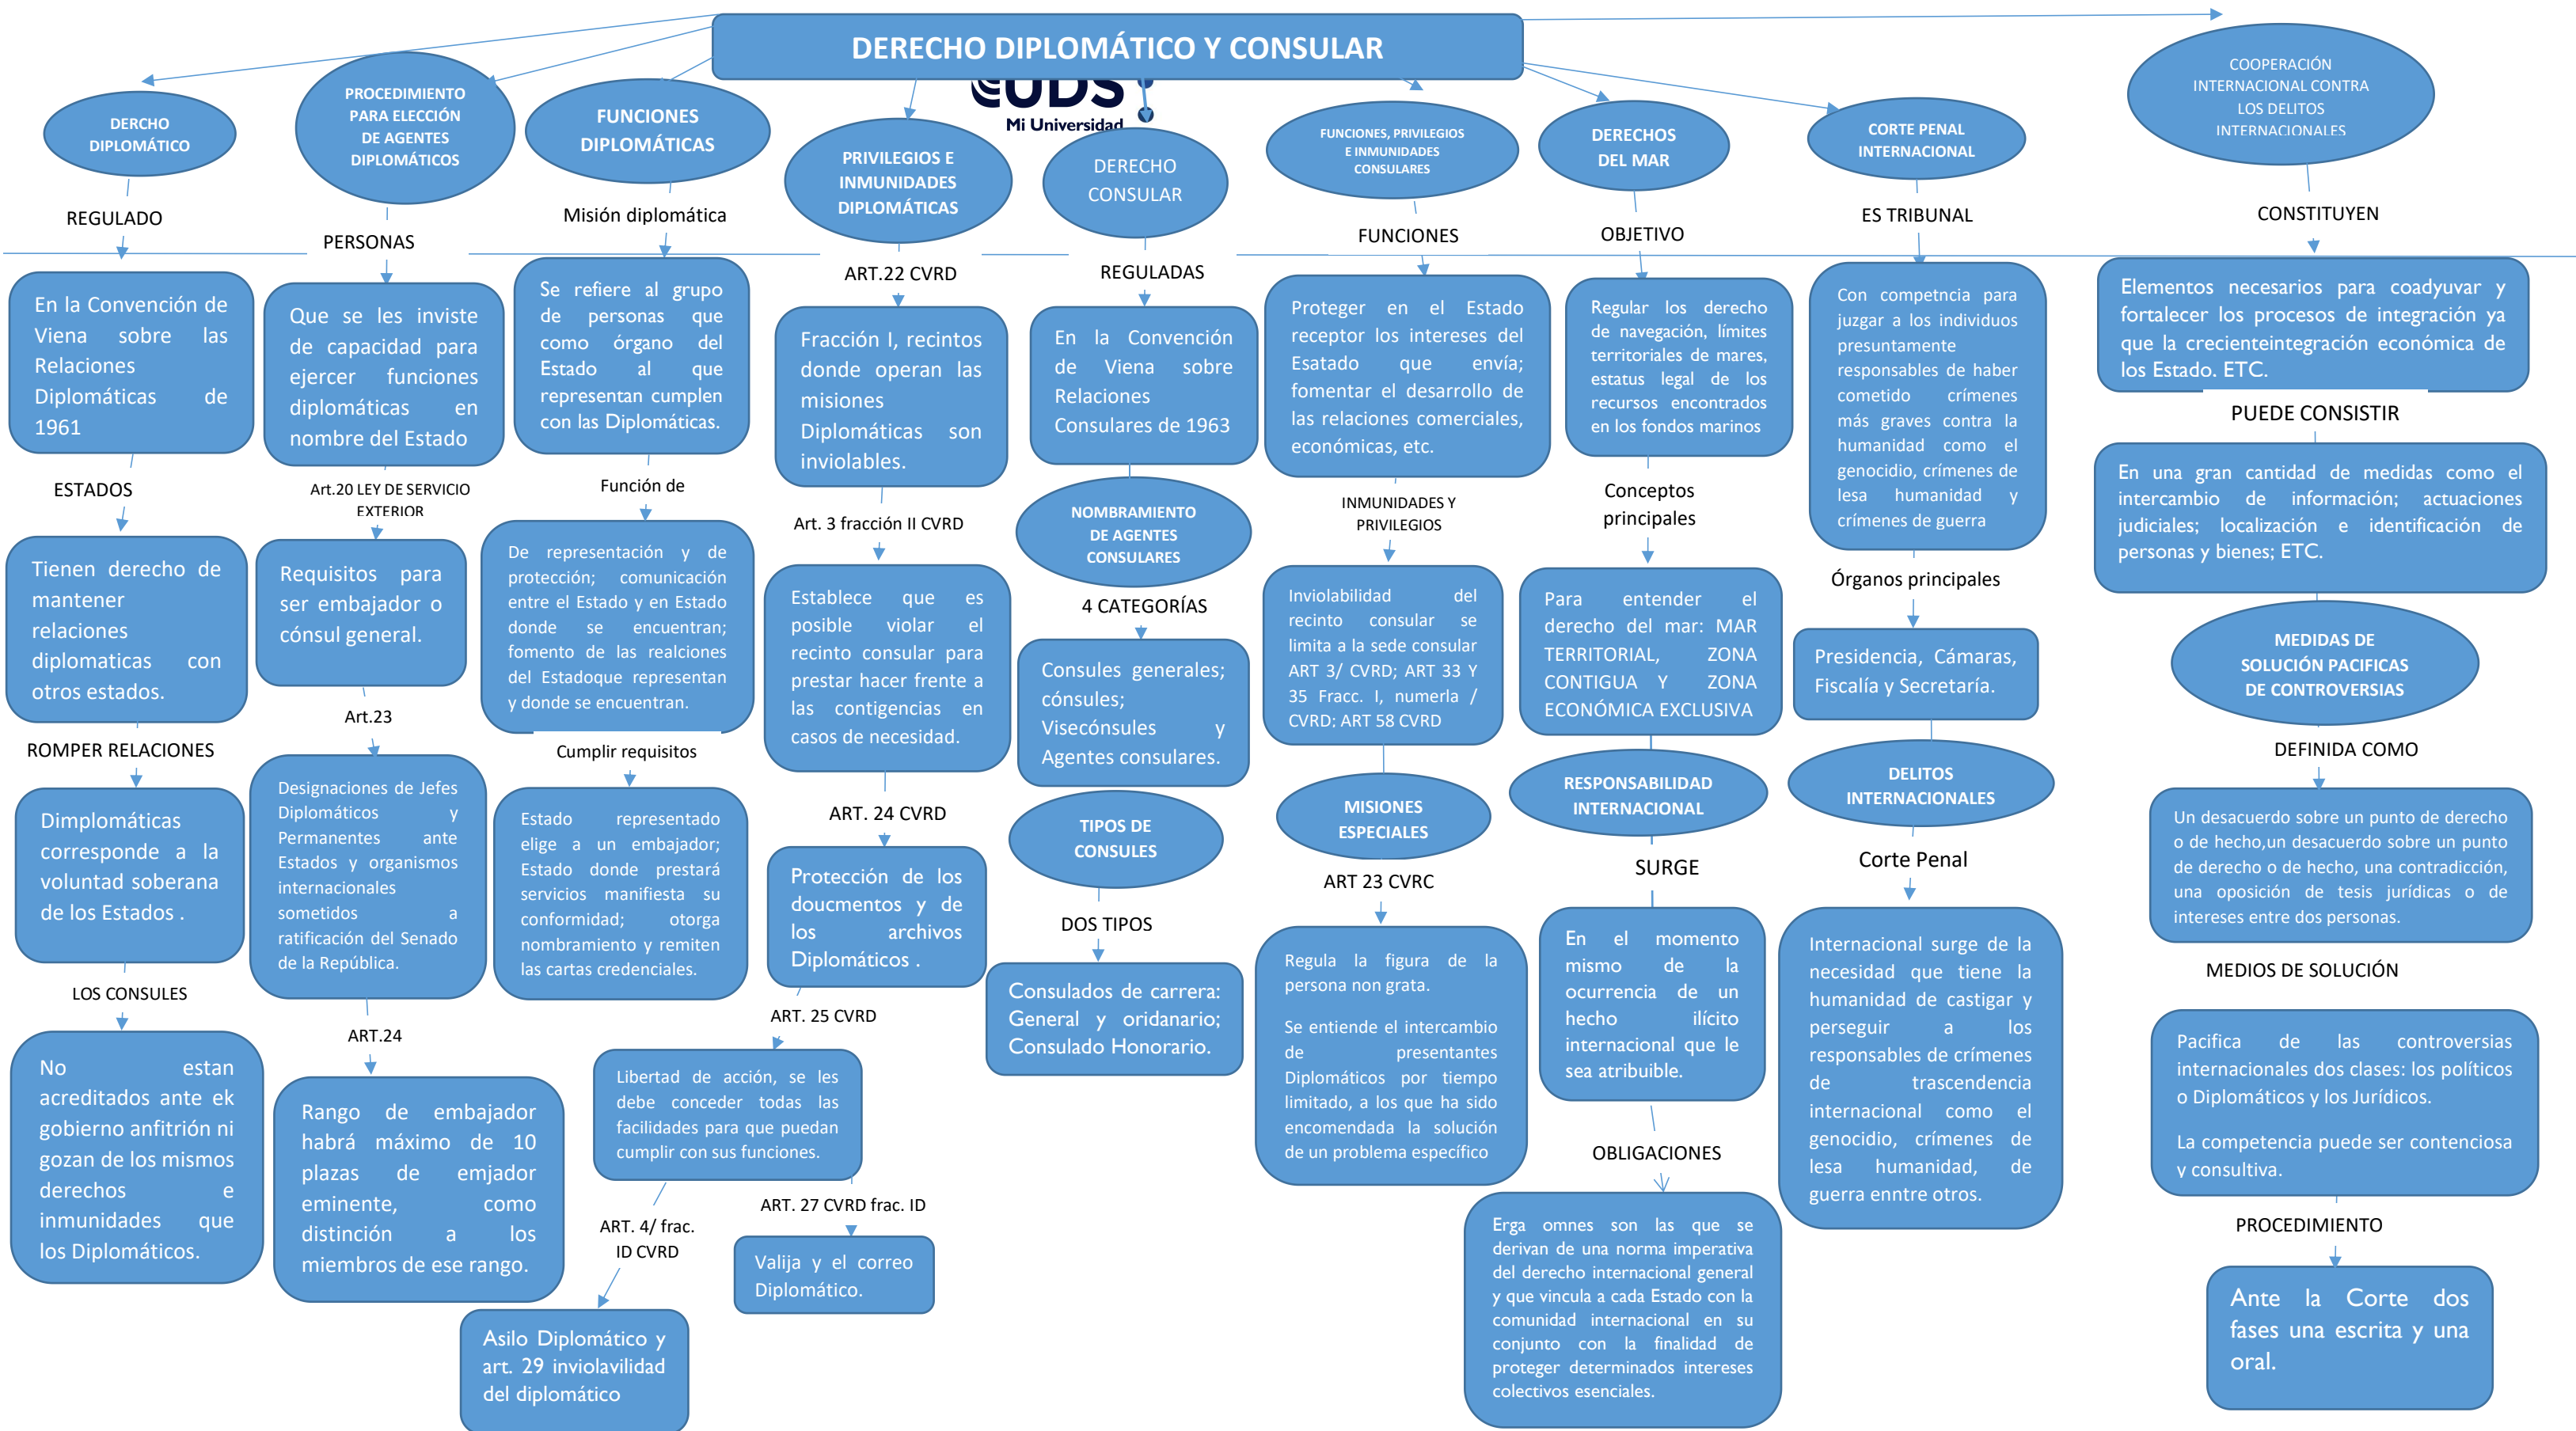 DERECHO DIPLOMÁTICO Y CONSULAR
UDS
Mi Universidad
DERCHO
DIPLOMÁTICO
REGULADO
En la Convención de
Viena sobre las
Relaciones
Diplomáticas de
1961
ESTADOS
Tienen derecho de
mantener
relaciones
diplomaticas con
otros estados.
ROMPER RELACIONES
Dimplomáticas
corresponde a la
voluntad soberana
de los Estados .
LOS CONSULES
No estan
acreditados ante ek
gobierno anfitrión ni
gozan de los mismos
derechos e
inmunidades que
los Diplomáticos.
PROCEDIMIENTO
PARA ELECCIÓN
DE AGENTES
DIPLOMÁTICOS
PERSONAS
Que se les inviste
de capacidad para
ejercer funciones
diplomáticas en
nombre del Estado
Art.20 LEY DE SERVICIO
EXTERIOR
Requisitos para
ser embajador o
cónsul general.
Art.23
Designaciones de Jefes
Diplomáticos y
Permanentes ante
Estados y organismos
internacionales
sometidos a
ratificación del Senado
de la República.
ART.24
Rango de embajador
habrá máximo de 10
plazas de emjador
eminente, como
distinción a los
miembros de ese rango.
FUNCIONES
DIPLOMÁTICAS
Misión diplomática
Se refiere al grupo
de personas que
como órgano del
Estado al que
representan cumplen
con las Diplomáticas.
Función de
De representación y de
protección; comunicación
entre el Estado y en Estado
donde se encuentran;
fomento de las realciones
del Estadoque representan
y donde se encuentran.
Cumplir requisitos
Estado representado
elige a un embajador;
Estado donde prestará
servicios manifiesta su
conformidad; otorga
nombramiento y remiten
las cartas credenciales.
PRIVILEGIOS E
INMUNIDADES
DIPLOMÁTICAS
ART.22 CVRD
Fracción I, recintos
donde operan las
misiones
Diplomáticas son
inviolables.
Art. 3 fracción II CVRD
Establece que es
posible violar el
recinto consular para
prestar hacer frente a
las contigencias en
casos de necesidad.
ART. 24 CVRD
Protección de los
doucmentos y de
los archivos
Diplomáticos .
ART. 25 CVRD
Libertad de acción, se les
debe conceder todas las
facilidades para que puedan
cumplir con sus funciones.
ART. 4/ frac.
ID CVRD
Asilo Diplomático y
art. 29 inviolavilidad
del diplomático
ART. 27 CVRD frac. ID
Valija y el correo
Diplomático.
DERECHO
CONSULAR
REGULADAS
En la Convención
de Viena sobre
Relaciones
Consulares de 1963
NOMBRAMIENTO
DE AGENTES
CONSULARES
4 CATEGORÍAS
Consules generales;
cónsules;
Visecónsules y
Agentes consulares.
TIPOS DE
CONSULES
DOS TIPOS
Consulados de carrera:
General y oridanario;
Consulado Honorario.
FUNCIONES, PRIVILEGIOS
E INMUNIDADES
CONSULARES
FUNCIONES
Proteger en el Estado
receptor los intereses del
Esatado que envía;
fomentar el desarrollo de
las relaciones comerciales,
económicas, etc.
INMUNIDADES Y
PRIVILEGIOS
Inviolabilidad del
recinto consular se
limita a la sede consular
ART 3/ CVRD; ART 33 Y
35 Fracc. I, numerla /
CVRD; ART 58 CVRD
MISIONES
ESPECIALES
ART 23 CVRC
Regula la figura de la
persona non grata.
Se entiende el intercambio
de presentantes
Diplomáticos por tiempo
limitado, a los que ha sido
encomendada la solución
de un problema específico
DERECHOS
DEL MAR
OBJETIVO
Regular los derecho
de navegación, límites
territoriales de mares,
estatus legal de los
recursos encontrados
en los fondos marinos
Conceptos
principales
Para entender el
derecho del mar: MAR
TERRITORIAL, ZONA
CONTIGUA Y ZONA
ECONÓMICA EXCLUSIVA
RESPONSABILIDAD
INTERNACIONAL
SURGE
En el momento
mismo de la
ocurrencia de un
hecho ilícito
internacional que le
sea atribuible.
OBLIGACIONES
Erga omnes son las que se
derivan de una norma imperativa
del derecho internacional general
y que vincula a cada Estado con la
comunidad internacional en su
conjunto con la finalidad de
proteger determinados intereses
colectivos esenciales.
CORTE PENAL
INTERNACIONAL
ES TRIBUNAL
Con competncia para
juzgar a los individuos
presuntamente
responsables de haber
cometido crímenes
más graves contra la
humanidad como el
genocidio, crímenes de
lesa humanidad y
crímenes de guerra
Órganos principales
Presidencia, Cámaras,
Fiscalía y Secretaría.
DELITOS
INTERNACIONALES
Corte Penal
Internacional surge de la
necesidad que tiene la
humanidad de castigar y
perseguir a los
responsables de crímenes
de trascendencia
internacional como el
genocidio, crímenes de
lesa humanidad, de
guerra enntre otros.
COOPERACIÓN
INTERNACIONAL CONTRA
LOS DELITOS
INTERNACIONALES
CONSTITUYEN
Elementos necesarios para coadyuvar y
fortalecer los procesos de integración ya
que la crecienteintegración económica de
los Estado. ETC.
PUEDE CONSISTIR
En una gran cantidad de medidas como el
intercambio de información; actuaciones
judiciales; localización e identificación de
personas y bienes; ETC.
MEDIDAS DE
SOLUCIÓN PACIFICAS
DE CONTROVERSIAS
DEFINIDA COMO
Un desacuerdo sobre un punto de derecho
o de hecho,un desacuerdo sobre un punto
de derecho o de hecho, una contradicción,
una oposición de tesis jurídicas o de
intereses entre dos personas.
MEDIOS DE SOLUCIÓN
Pacifica de las controversias
internacionales dos clases: los políticos
o Diplomáticos y los Jurídicos.
La competencia puede ser contenciosa
y consultiva.
PROCEDIMIENTO
Ante la Corte dos
fases una escrita y una
oral.